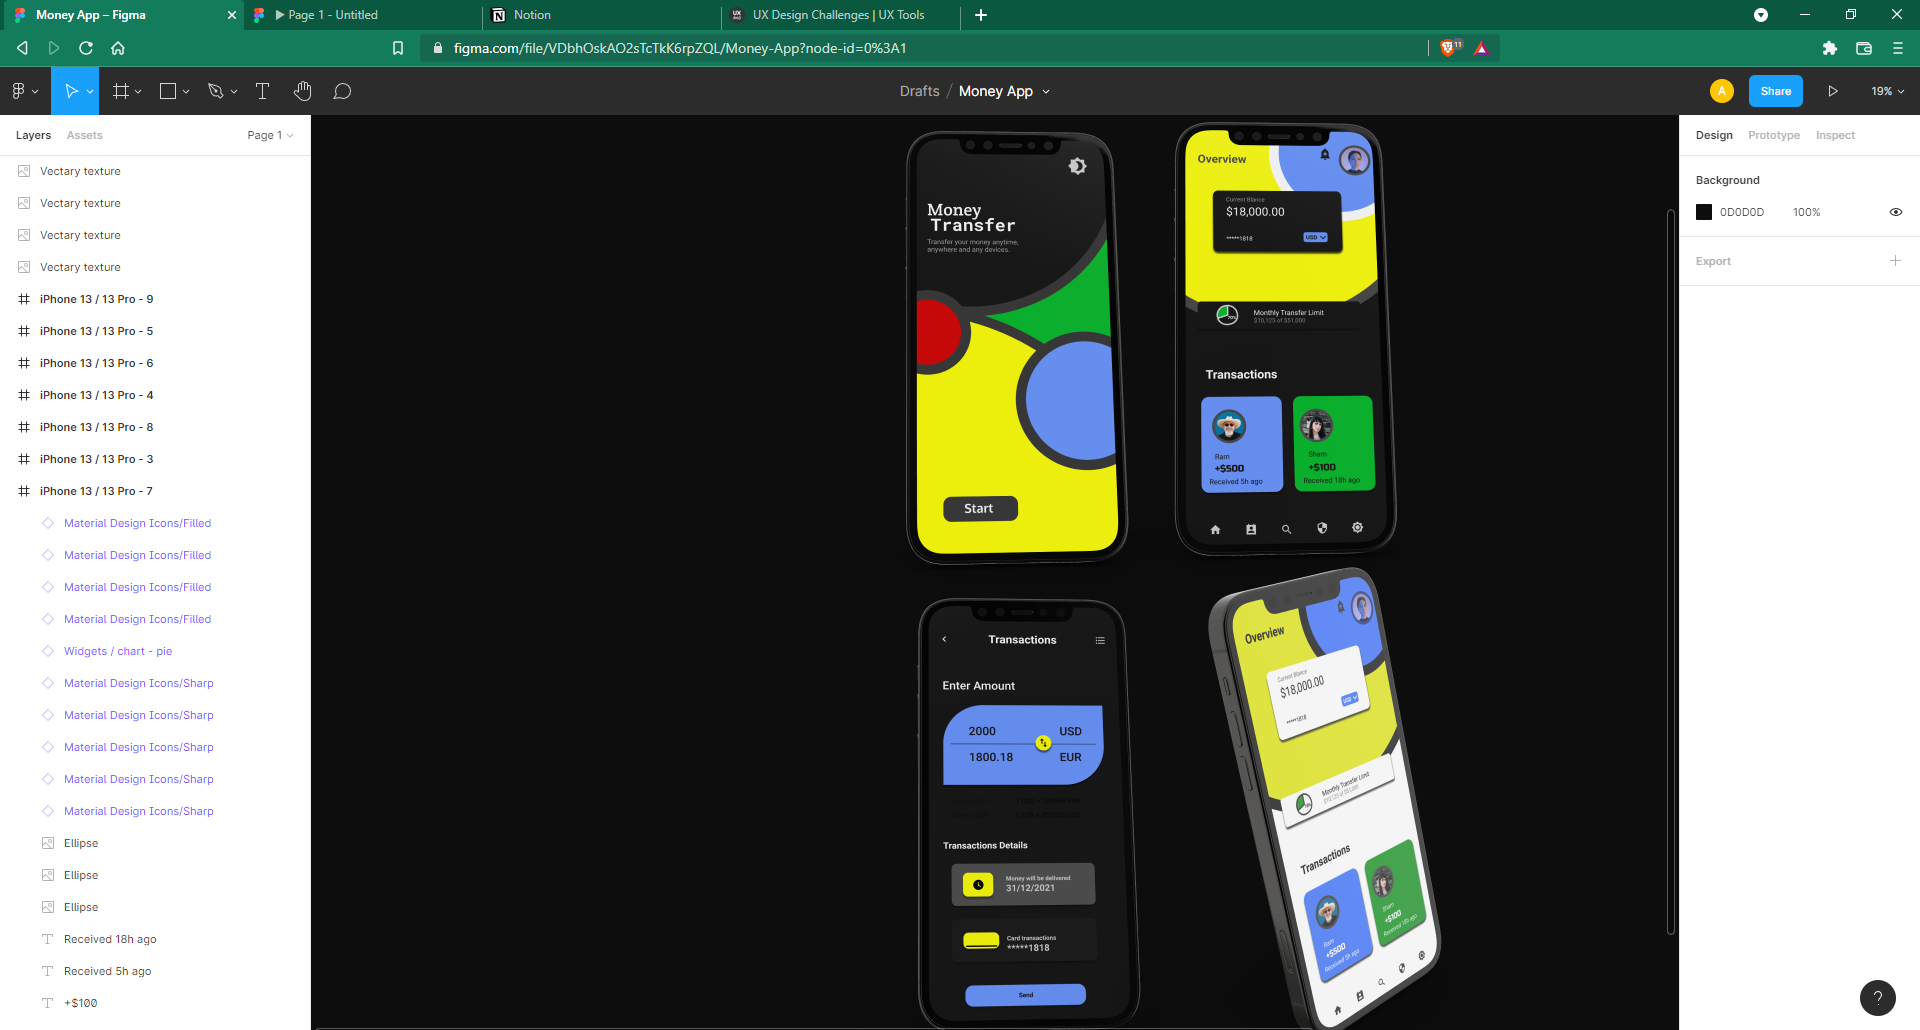 Money App – Figma
Page 1 - Untitled
Notion
UX Design Challenges | UX Tools
figma.com/file/VDbhOskAO2sTcTkK6rpZQL/Money-App?node-id=0%3A1
11
Drafts / Money App
A
Share
19%
Layers
Assets
Page 1
Vectary texture
Vectary texture
Vectary texture
Vectary texture
iPhone 13 / 13 Pro - 9
iPhone 13 / 13 Pro - 5
iPhone 13 / 13 Pro - 6
iPhone 13 / 13 Pro - 4
iPhone 13 / 13 Pro - 8
iPhone 13 / 13 Pro - 3
iPhone 13 / 13 Pro - 7
Material Design Icons/Filled
Material Design Icons/Filled
Material Design Icons/Filled
Material Design Icons/Filled
Widgets / chart - pie
Material Design Icons/Sharp
Material Design Icons/Sharp
Material Design Icons/Sharp
Material Design Icons/Sharp
Material Design Icons/Sharp
Ellipse
Ellipse
Ellipse
Received 18h ago
Received 5h ago
+$100
Money
Transfer
Transfer your money anytime,
anywhere and any devices.
Start
Overview
Current Blance
$18,000.00
*****1818
USD
Monthly Transfer Limit
$10,125 of $51,000
Transactions
Ram
+$500
Received 5h ago
Sham
+$100
Received 18h ago
Transactions
Enter Amount
2000
USD
1800.18
EUR
Transactions Details
Money will be delivered
31/12/2021
Card transactions
*****1818
Send
Overview
Current Blance
$18,000.00
*****1818
USD
Monthly Transfer Limit
$10,125 of $51,000
Transactions
Ram
+$500
Received 5h ago
Sham
+$100
Received 18h ago
Design
Prototype
Inspect
Background
0D0D0D
100%
Export
?